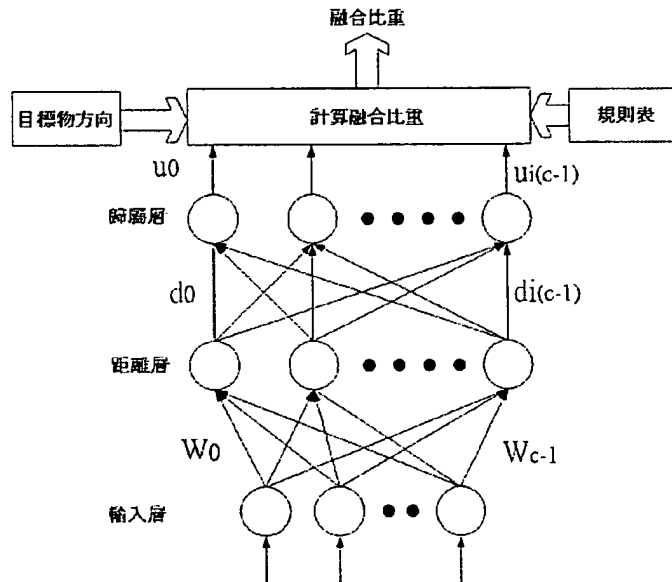 融合比重
目標物方向
計算融合比重
規則表
u0
ui(c-1)
歸屬層
d0
di(c-1)
距離層
W0
Wc-1
輸入層